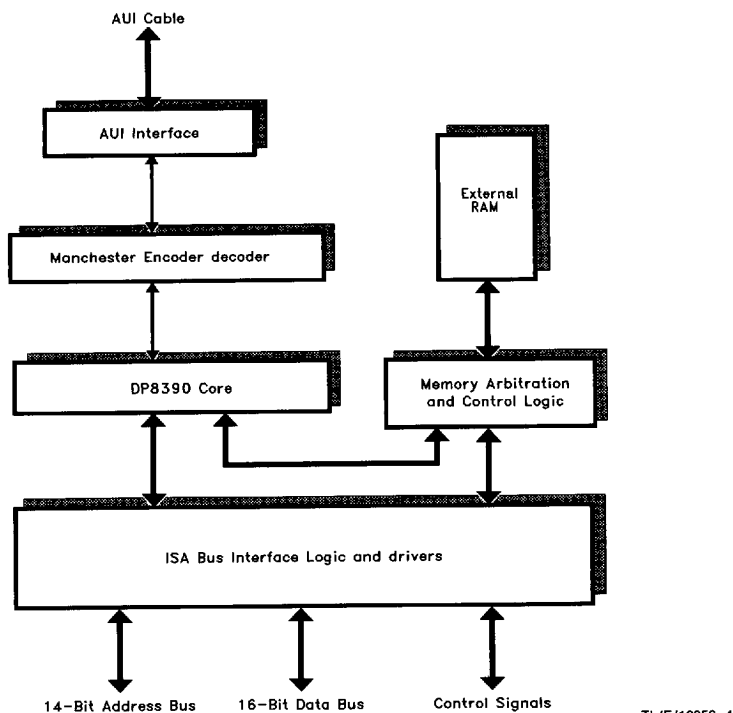 AUI Cable
AUI Interface
External
RAM
Manchester Encoder decoder
DP8390 Core
Memory Arbitration
and Control Logic
ISA Bus Interface Logic and drivers
14-Bit Address Bus
16-Bit Data Bus
Control Signals